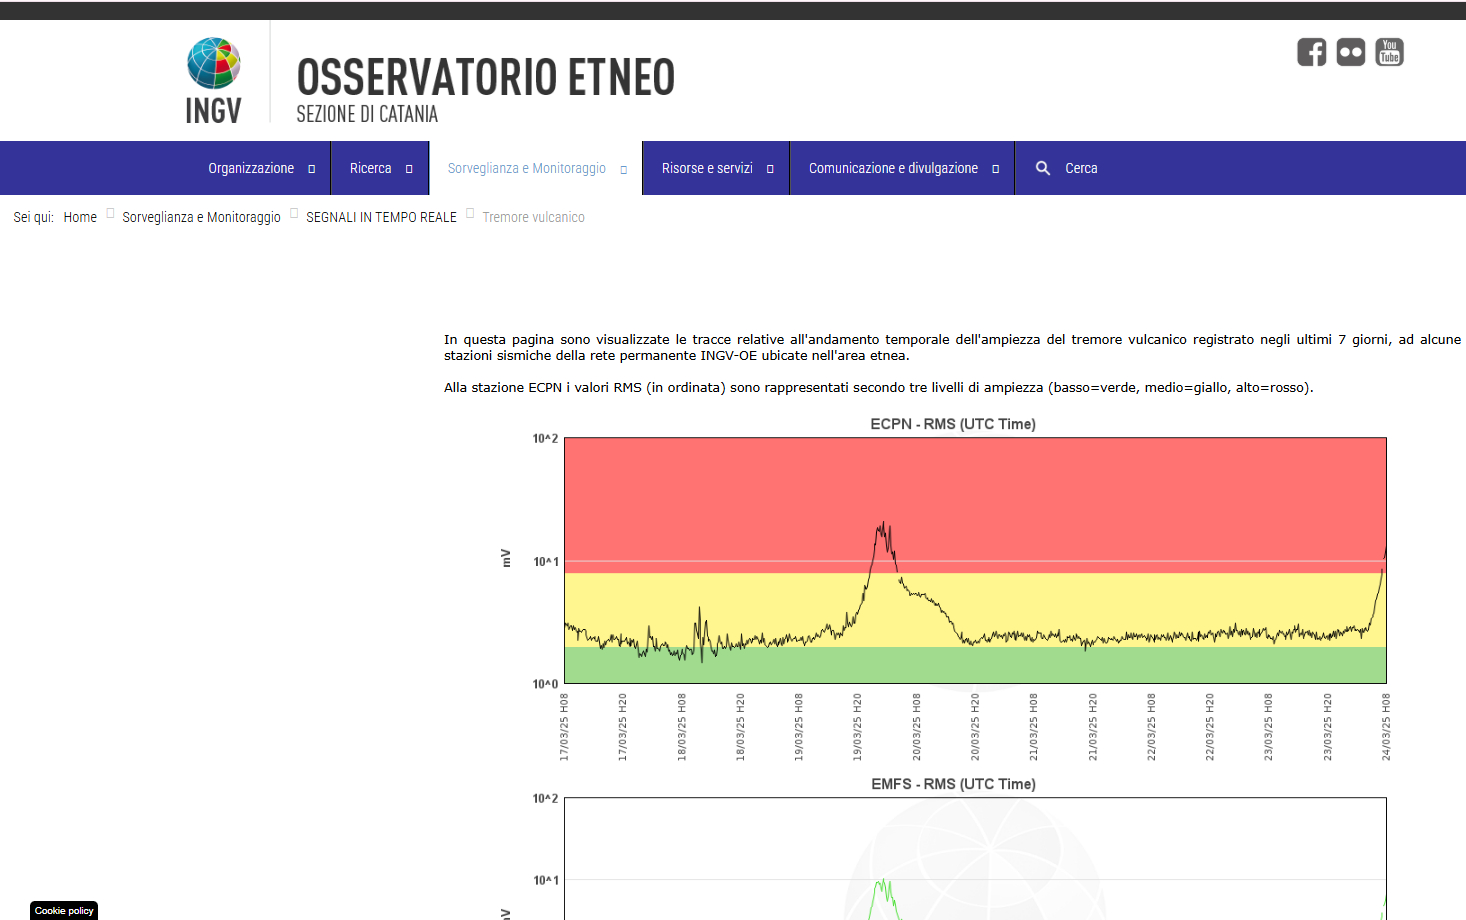 INGV
OSSERVATORIO ETNEO
SEZIONE DI CATANIA
You
Tube
Organizzazione
Ricerca
Sorveglianza e Monitoraggio
Risorse e servizi
Comunicazione e divulgazione
Cerca
Sei qui: Home Sorveglianza e Monitoraggio SEGNALI IN TEMPO REALE Tremore vulcanico
In questa pagina sono visualizzate le tracce relative all'andamento temporale dell'ampiezza del tremore vulcanico registrato negli ultimi 7 giorni, ad alcune
stazioni sismiche della rete permanente INGV-OE ubicate nell'area etnea.
Alla stazione ECPN i valori RMS (in ordinata) sono rappresentati secondo tre livelli di ampiezza (basso=verde, medio=giallo, alto=rosso).
ECPN - RMS (UTC Time)
10^2
mV
10^1
10^0
17/03/25 H08
17/03/25 H20
18/03/25 H08
18/03/25 H20
19/03/25 H08
19/03/25 H20
20/03/25 H08
20/03/25 H20
21/03/25 H08
21/03/25 H20
22/03/25 H08
22/03/25 H20
23/03/25 H08
23/03/25 H20
24/03/25 H08
EMFS - RMS (UTC Time)
10^2
10^1
Cookie policy